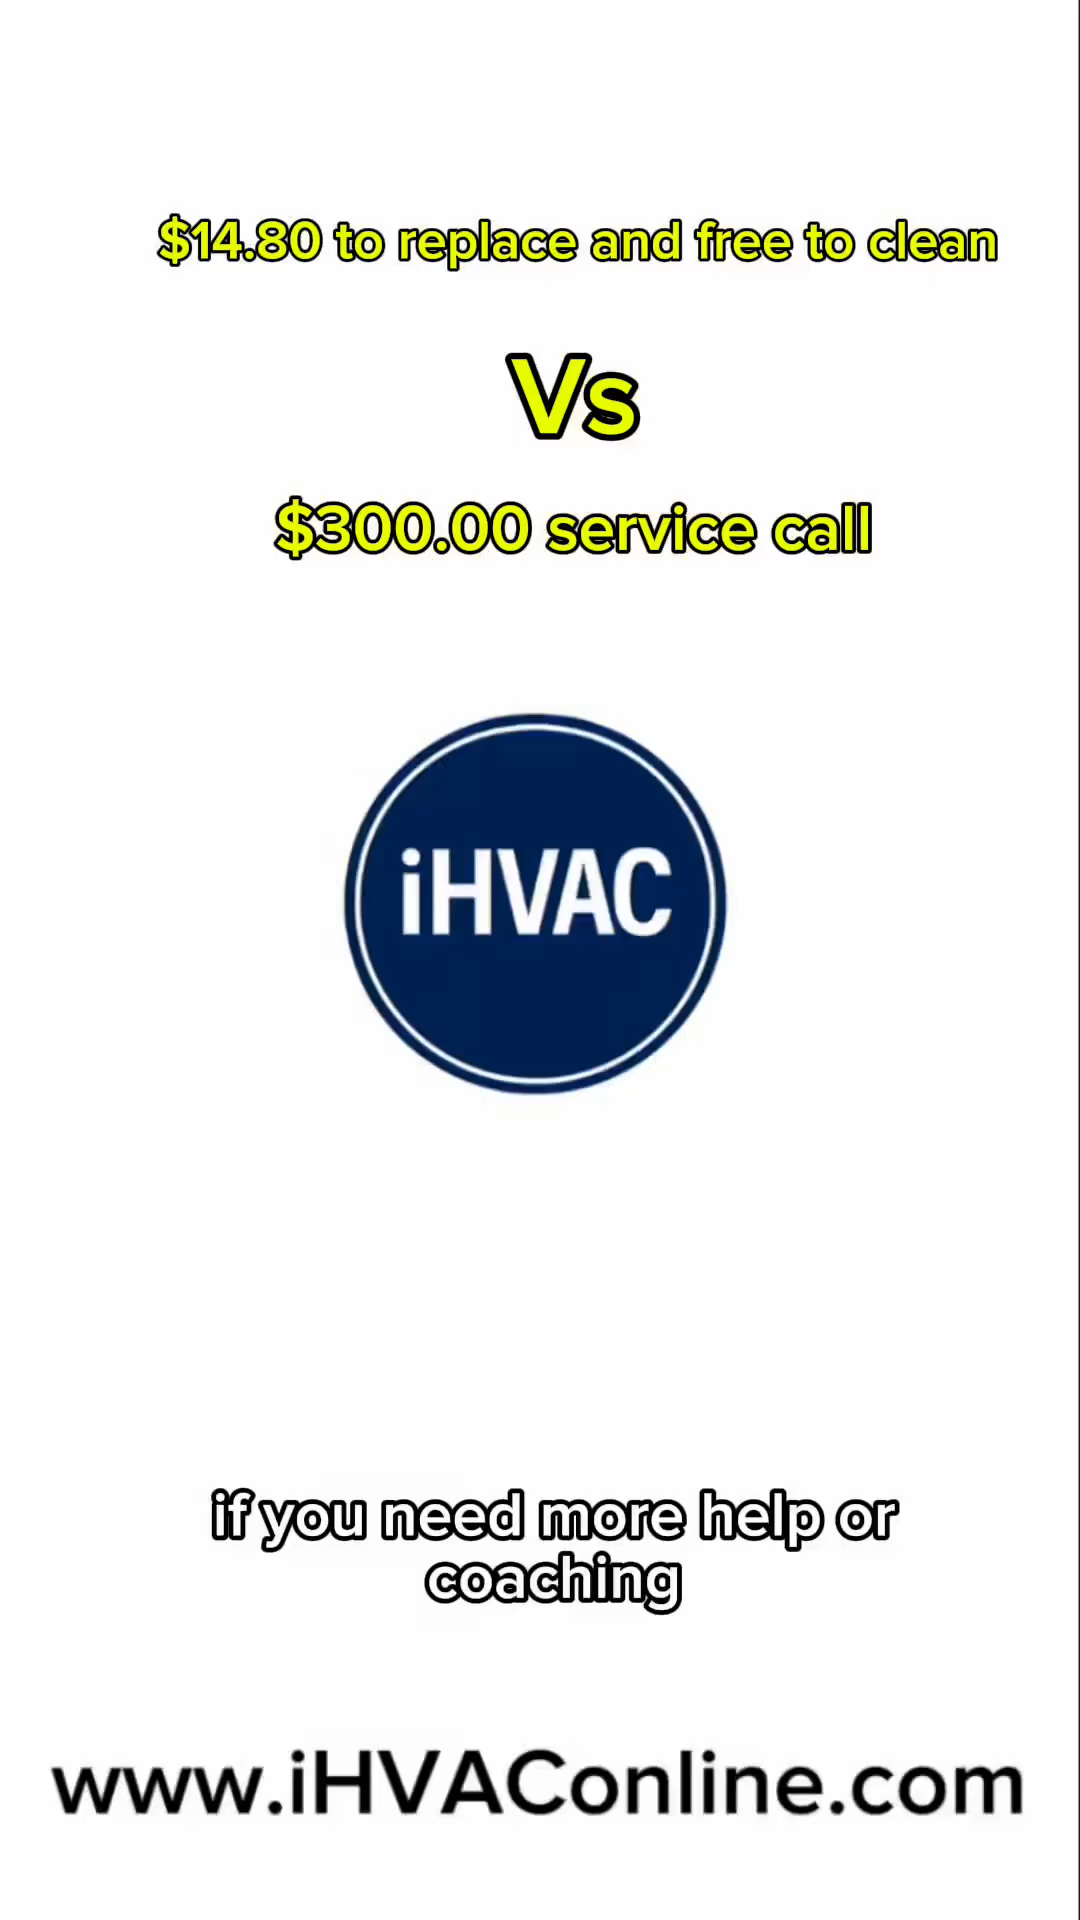 $14.80 to replace and free to clean
Vs
$300.00 service call
iHVAC
if you need more help or
coaching
www.iHVAConline.com